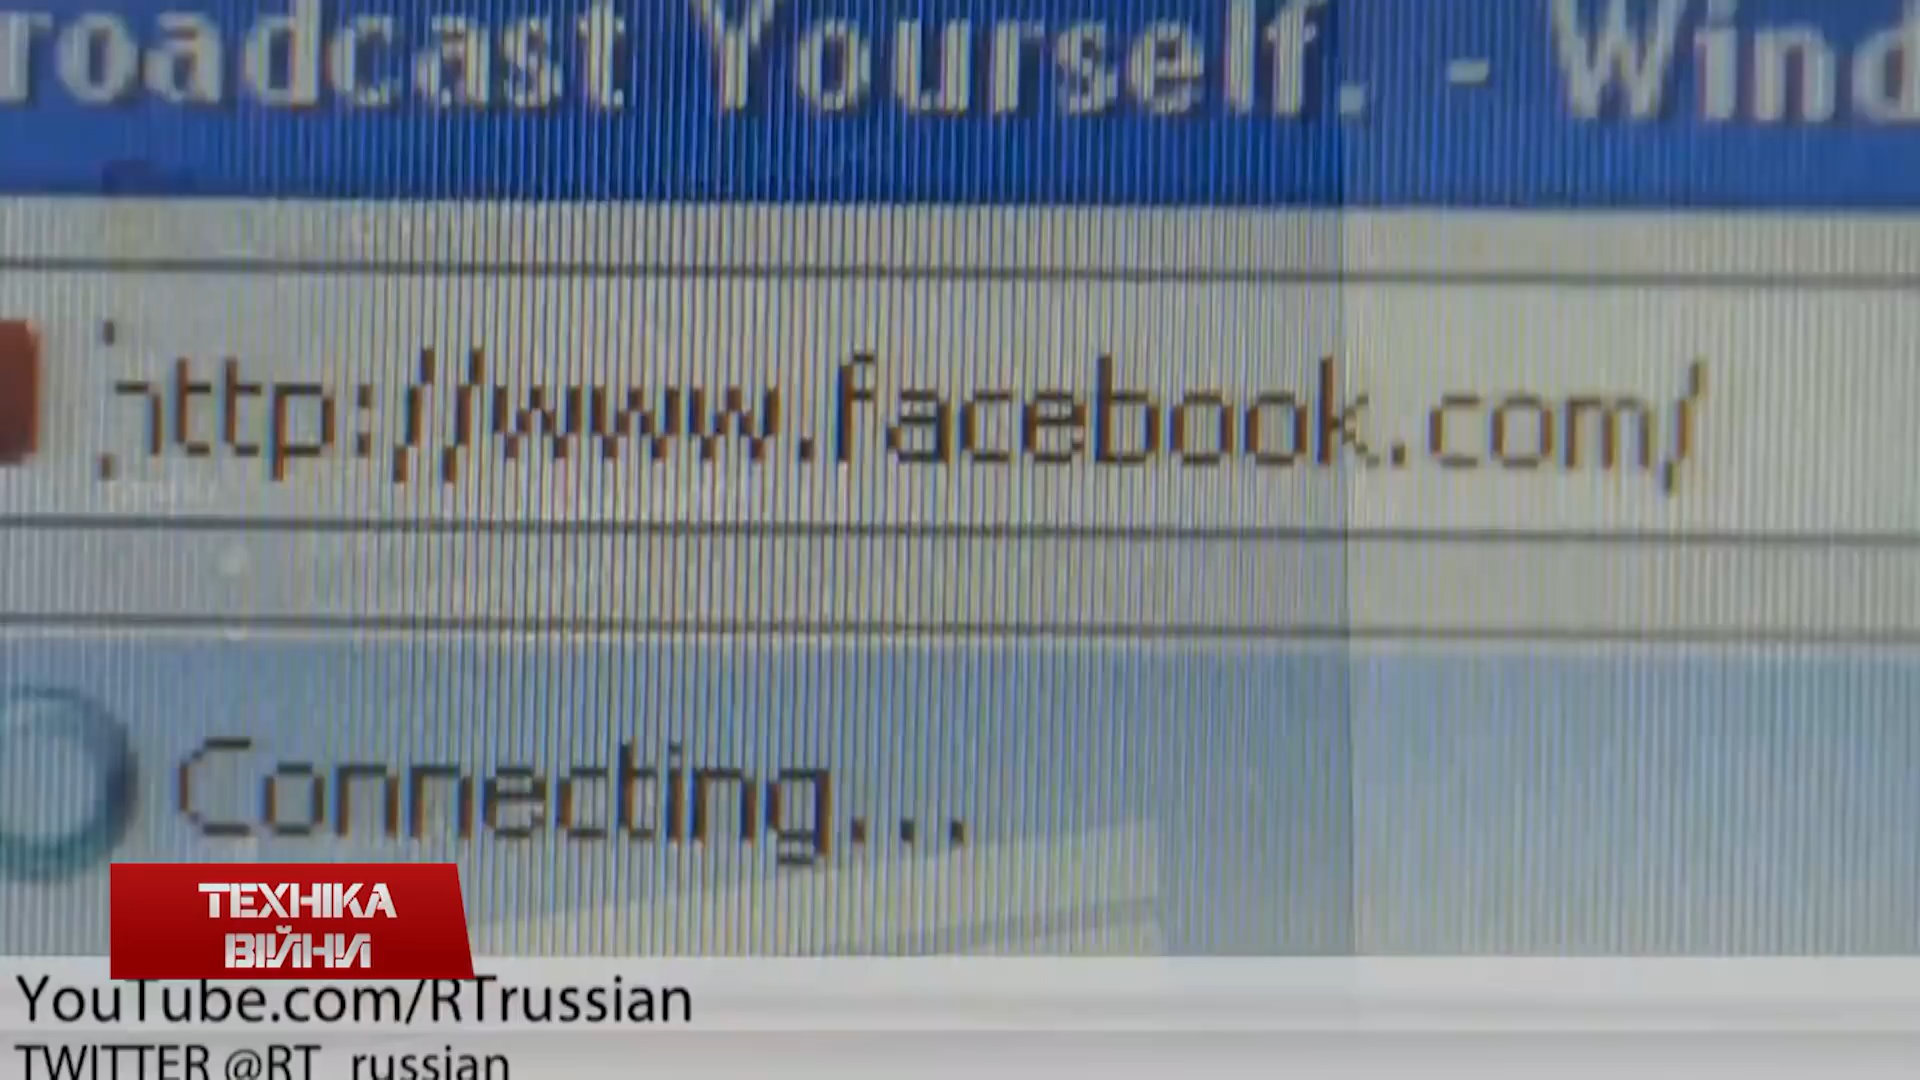 roadcast Yourself. - Wind
http://www.facebook.com/
Connecting...
ТЕХНІКА
ВІЙНИ
YouTube.com/RTrussian
TWITTER @RT_russian